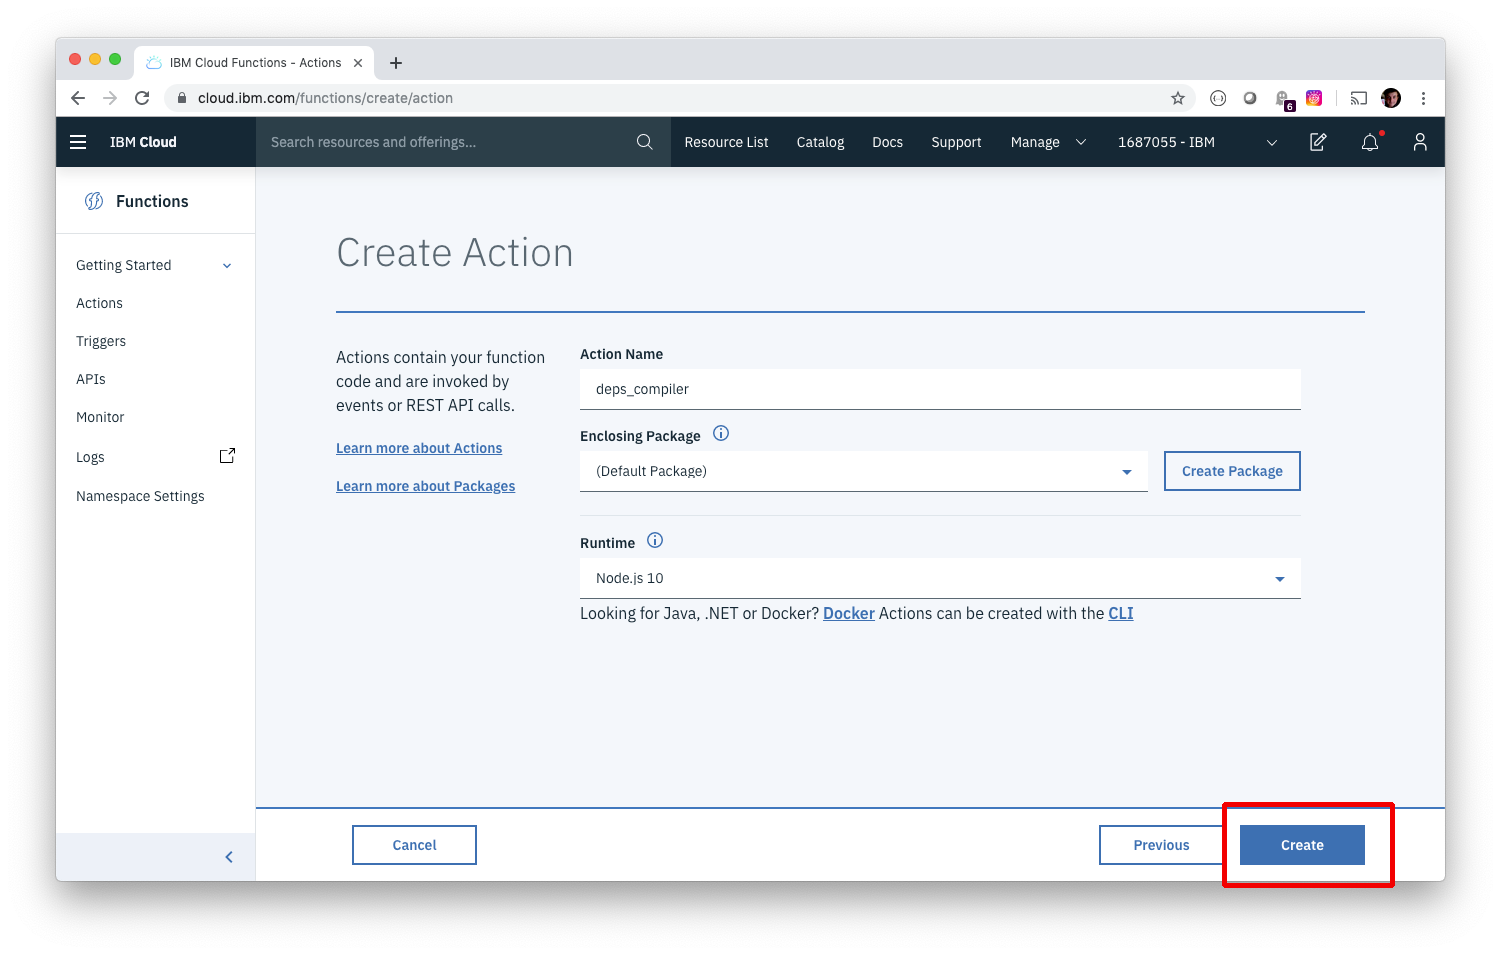 IBM Cloud Functions - Actions
cloud.ibm.com/functions/create/action
6
IBM Cloud
Search resources and offerings...
Resource List
Catalog
Docs
Support
Manage
1687055 - IBM
Functions
Getting Started
Actions
Triggers
APIs
Monitor
Logs
Namespace Settings
Create Action
Actions contain your function
code and are invoked by
events or REST API calls.
Learn more about Actions
Learn more about Packages
Action Name
deps_compiler
Enclosing Package
(Default Package)
Create Package
Runtime
Node.js 10
Looking for Java, .NET or Docker? Docker Actions can be created with the CLI
Cancel
Previous
Create